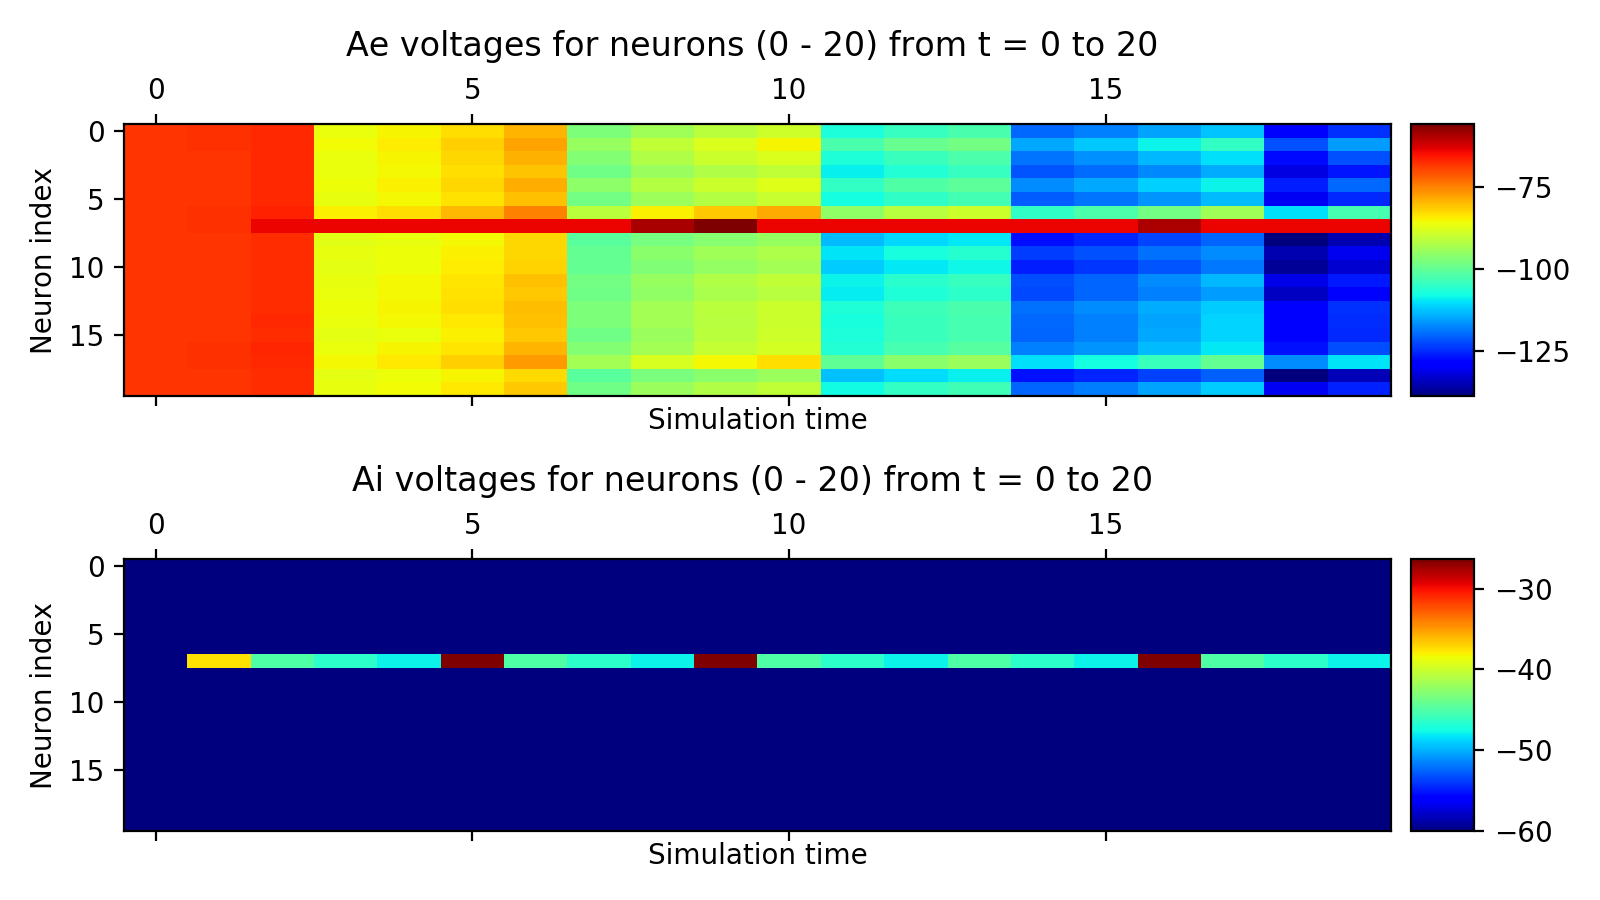 Ae voltages for neurons (0 - 20) from t = 0 to 20
0 5 10 15
Neuron index
0
5
10
15
−75
−100
−125
Simulation time
Ai voltages for neurons (0 - 20) from t = 0 to 20
0 5 10 15
Neuron index
0
5
10
15
−30
−40
−50
−60
Simulation time